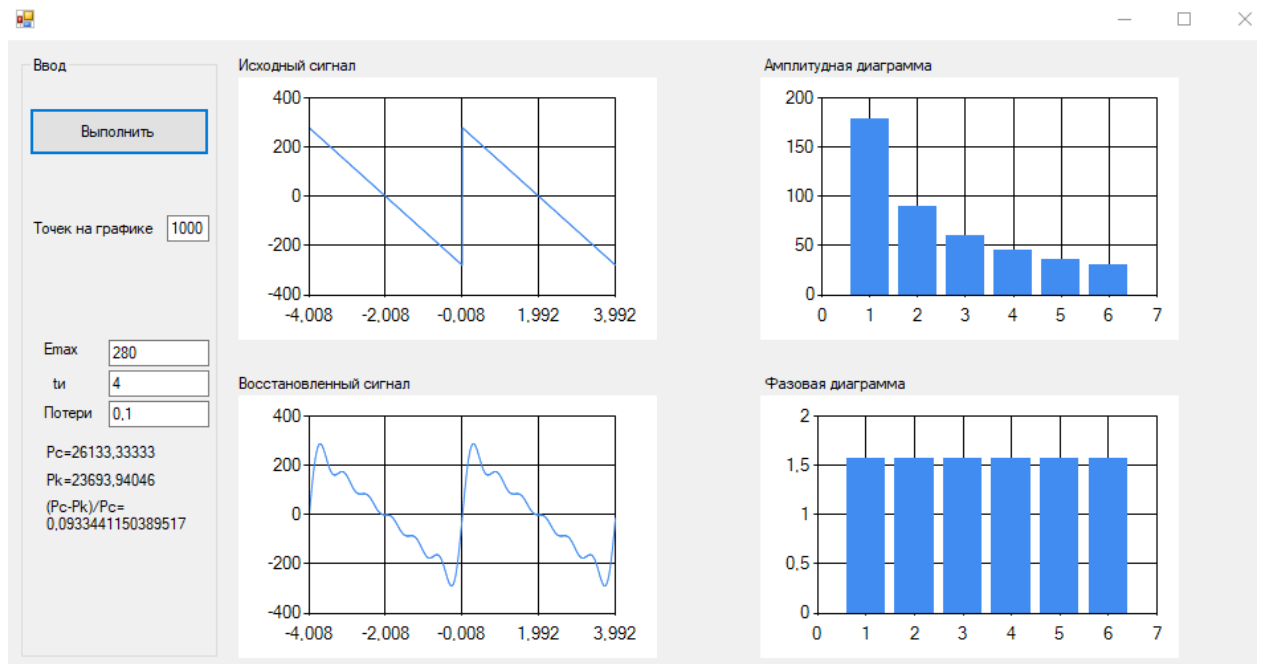 Ввод
Выполнить
Точек на графике 1000
Emax 280
tи 4
Потери 0,1
Pc=26133,33333
Pk=23693,94046
(Pc-Pk)/Pc=
0,0933441150389517
Исходный сигнал
400
200
0
-200
-400
-4,008 -2,008 -0,008 1,992 3,992
Амплитудная диаграмма
200
150
100
50
0
0 1 2 3 4 5 6 7
Восстановленный сигнал
400
200
0
-200
-400
-4,008 -2,008 -0,008 1,992 3,992
Фазовая диаграмма
2
1,5
1
0,5
0
0 1 2 3 4 5 6 7